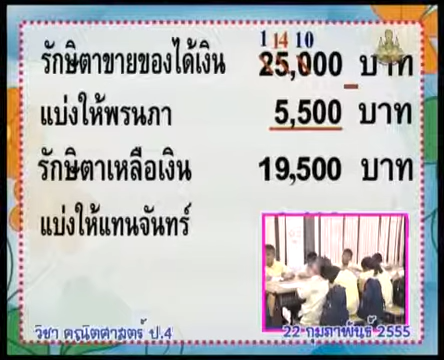 1 14 10
รักษิตาขายของได้เงิน 25,000 บาท
แบ่งให้พรนภา 5,500 บาท
รักษิตาเหลือเงิน 19,500 บาท
แบ่งให้แทนจันทร์
วิชา คณิตศาสตร์ ป.4
22 กุมภาพันธ์ 2555